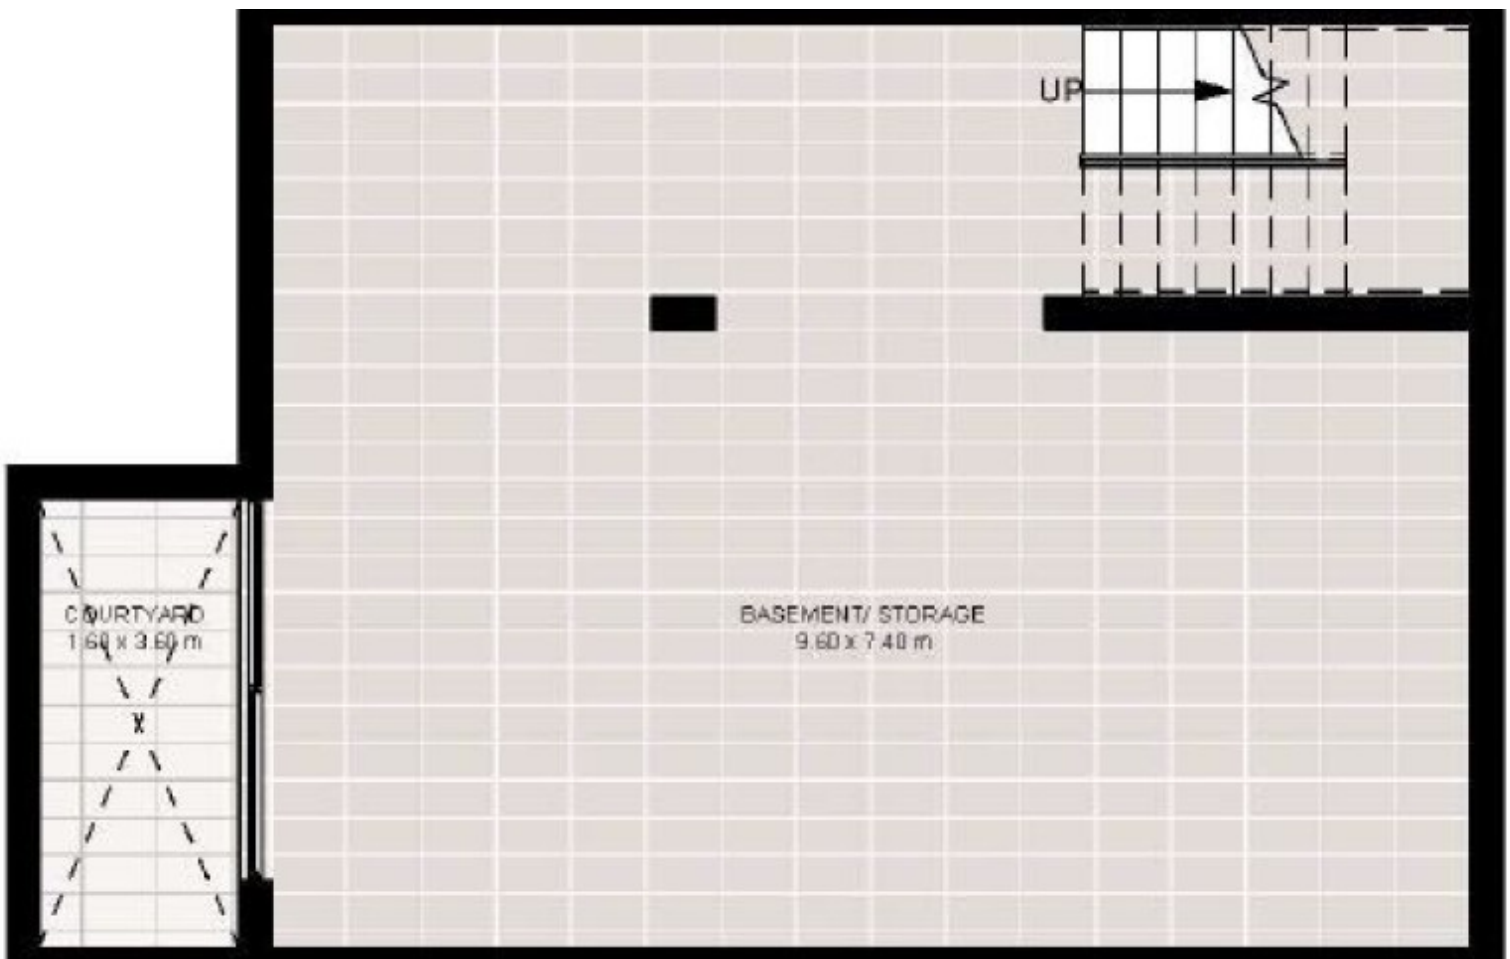 UP
COURTYARD
1.60 x 3.60 m
BASEMENT/ STORAGE
9.60 x 7.40 m